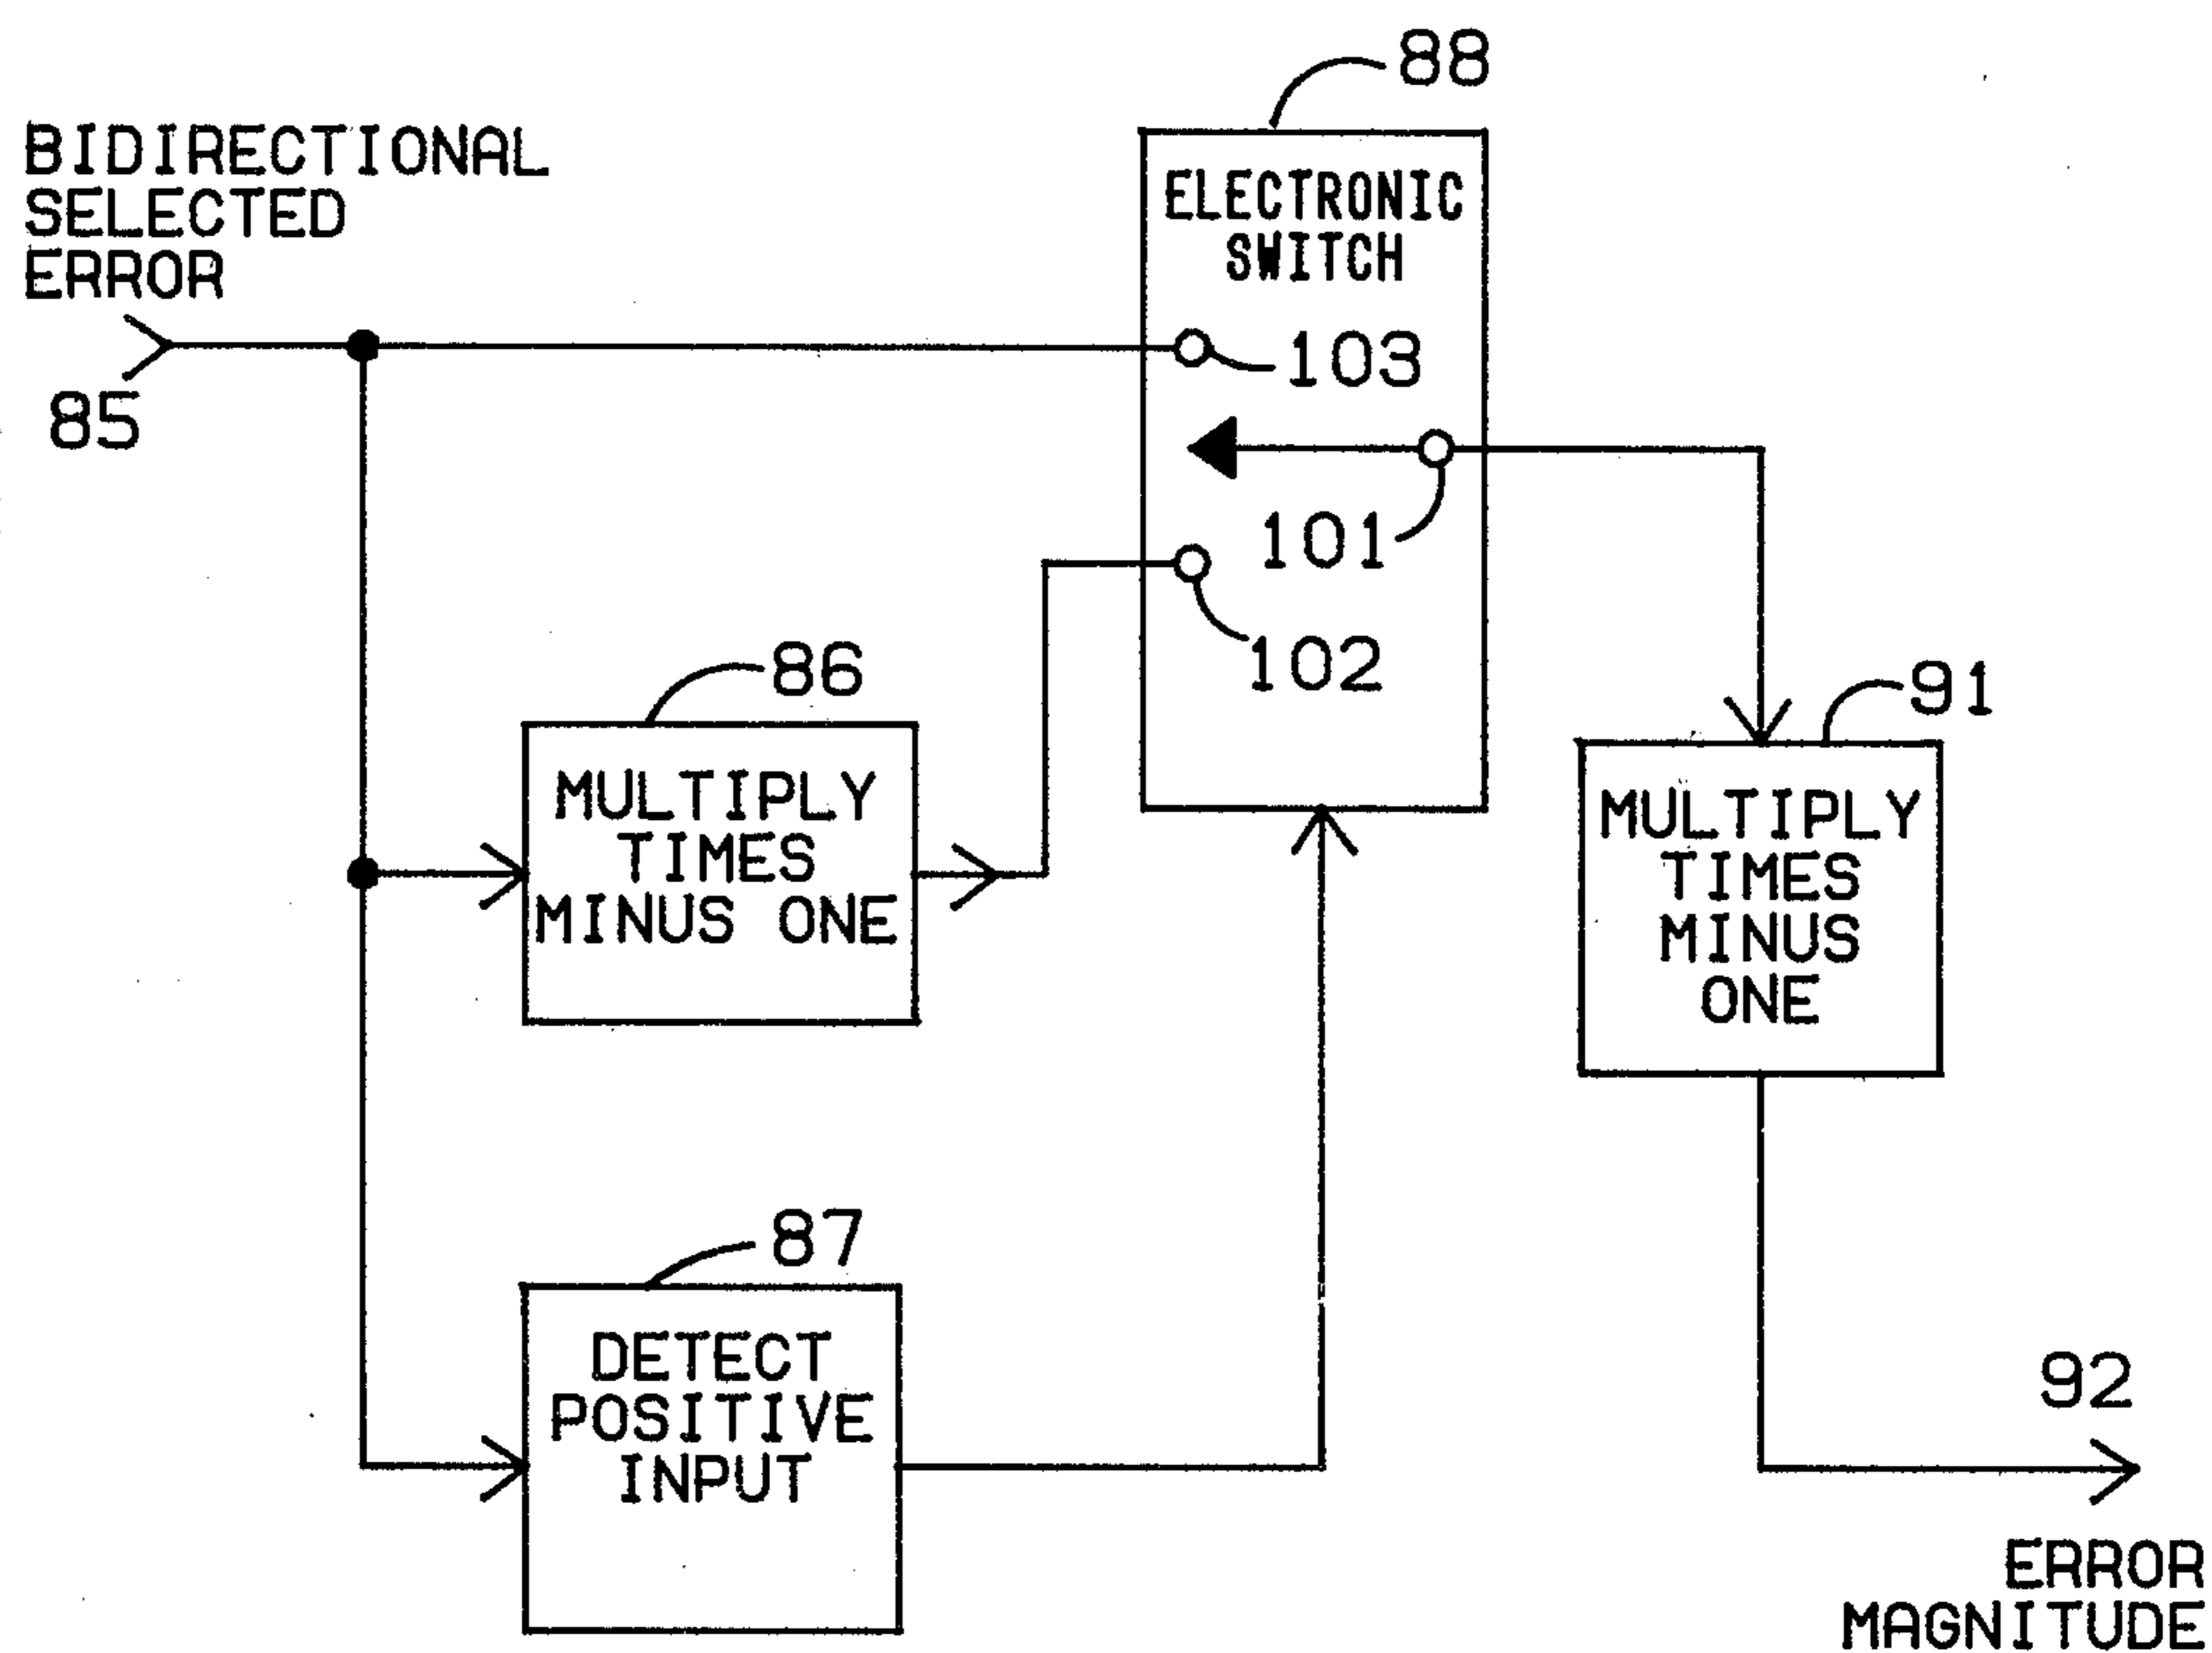 88
BIDIRECTIONAL
SELECTED
ERROR
85
ELECTRONIC
SWITCH
103
101
102
86
MULTIPLY
TIMES
MINUS ONE
91
MULTIPLY
TIMES
MINUS
ONE
87
DETECT
POSITIVE
INPUT
92
ERROR
MAGNITUDE